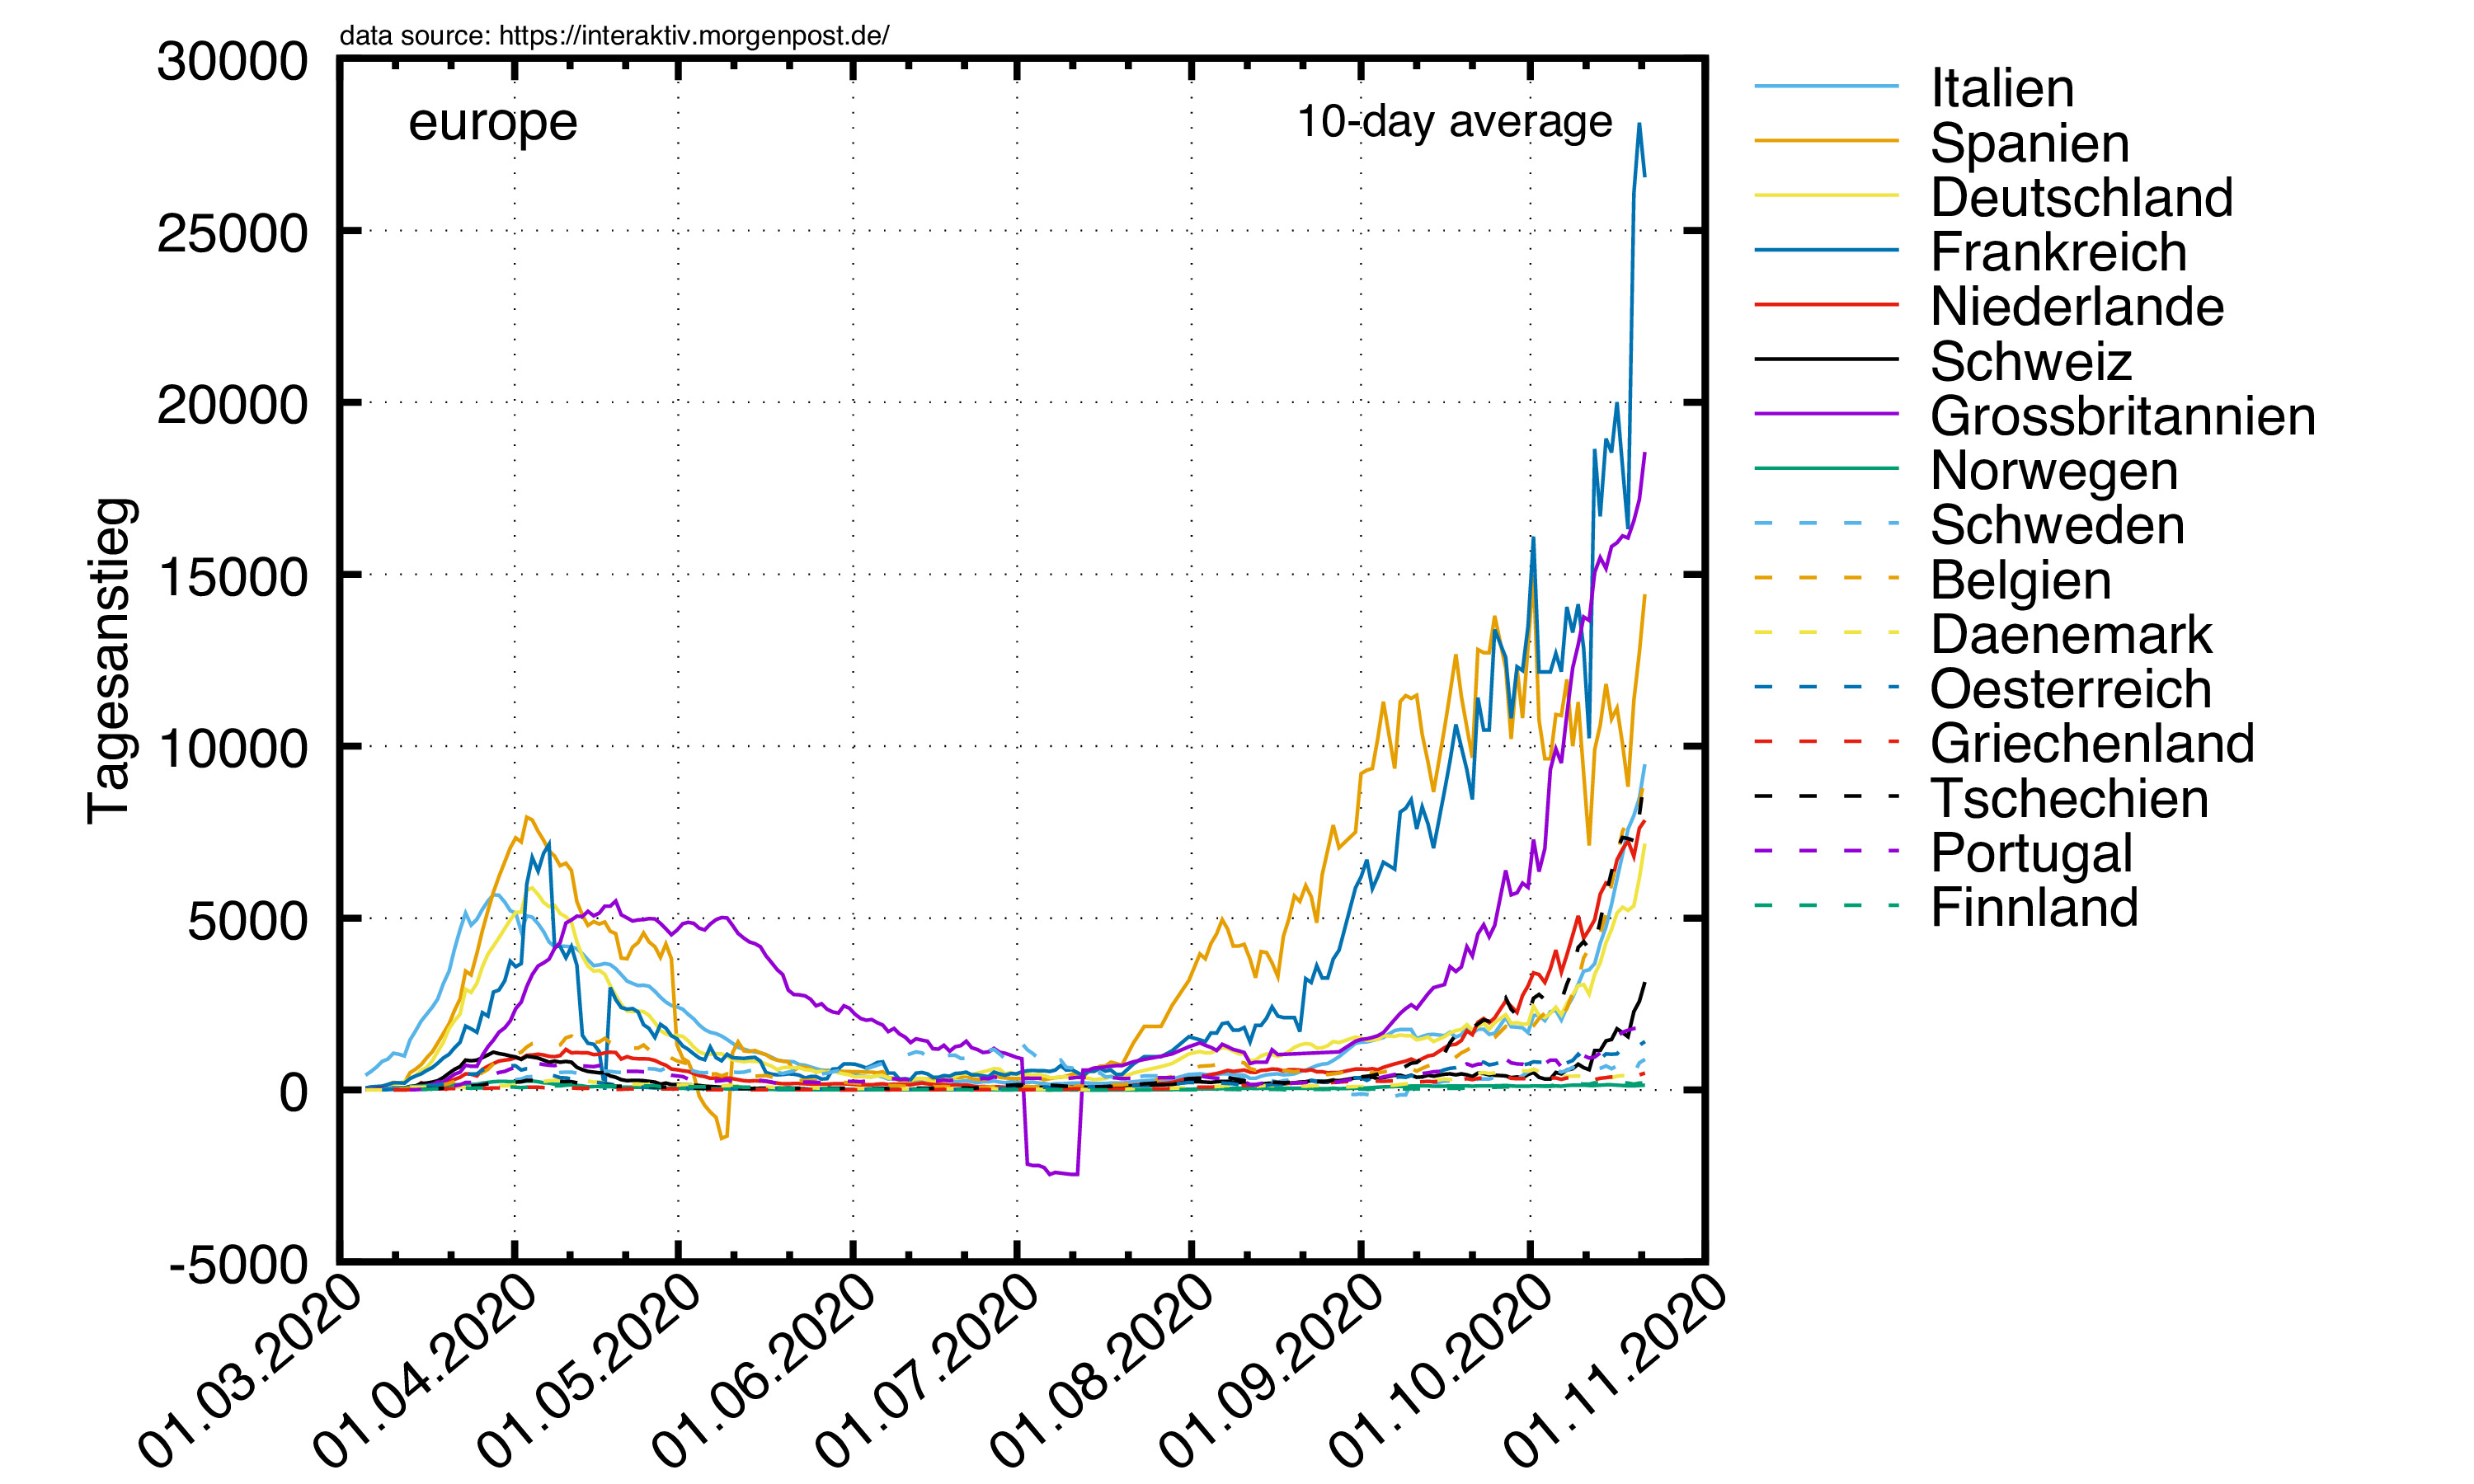 data source: https://interaktiv.morgenpost.de/
30000
25000
20000
15000
10000
5000
0
-5000
Tagesanstieg
europe
10-day average
01.03.2020
01.04.2020
01.05.2020
01.06.2020
01.07.2020
01.08.2020
01.09.2020
01.10.2020
01.11.2020
Italien
Spanien
Deutschland
Frankreich
Niederlande
Schweiz
Grossbritannien
Norwegen
Schweden
Belgien
Daenemark
Oesterreich
Griechenland
Tschechien
Portugal
Finnland